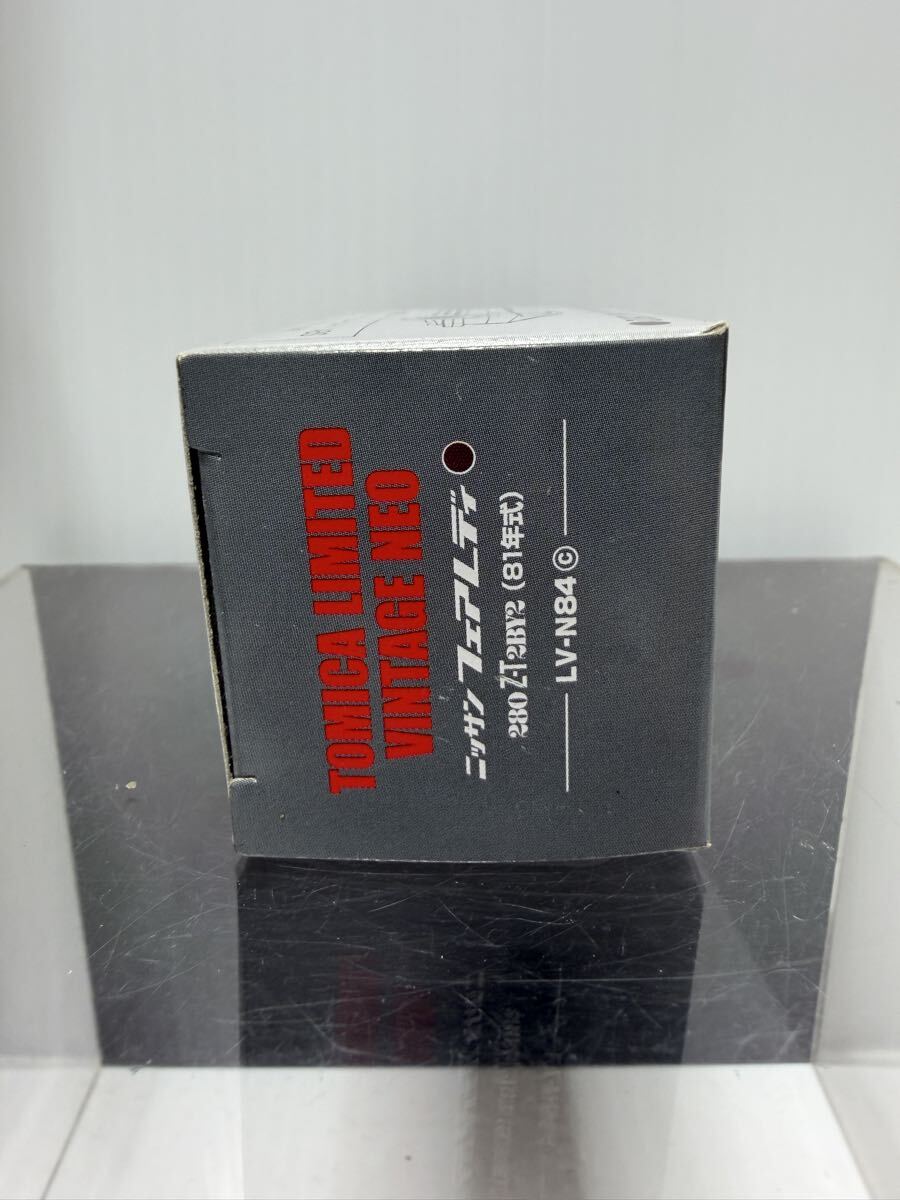 TOMICA LIMITED
VINTAGE NEO
ニッサン フェアレディ
280Z-T 2BY2 (81年式)
LV-N84 ©